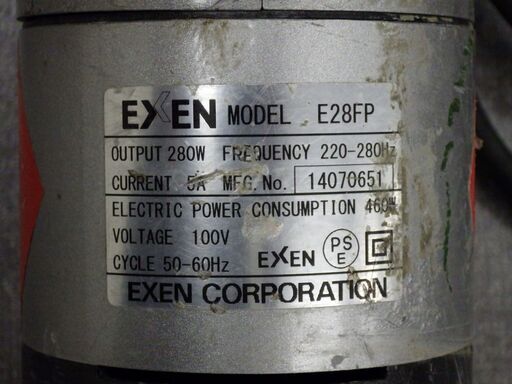 EXEN MODEL E28FP
OUTPUT 280W FREQUENCY 220-280Hz
CURRENT 5A MFG. No. 14070651
ELECTRIC POWER CONSUMPTION 460W
VOLTAGE 100V
CYCLE 50-60Hz EXEN PS E
EXEN CORPORATION